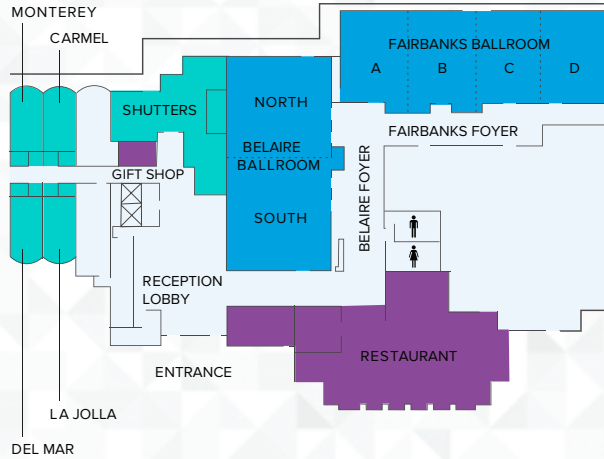 MONTEREY
CARMEL
FAIRBANKS BALLROOM
A B C D
SHUTTERS
NORTH
FAIRBANKS FOYER
BELAIRE
BALLROOM
GIFT SHOP
BELAIRE FOYER
SOUTH
RECEPTION
LOBBY
RESTAURANT
ENTRANCE
LA JOLLA
DEL MAR